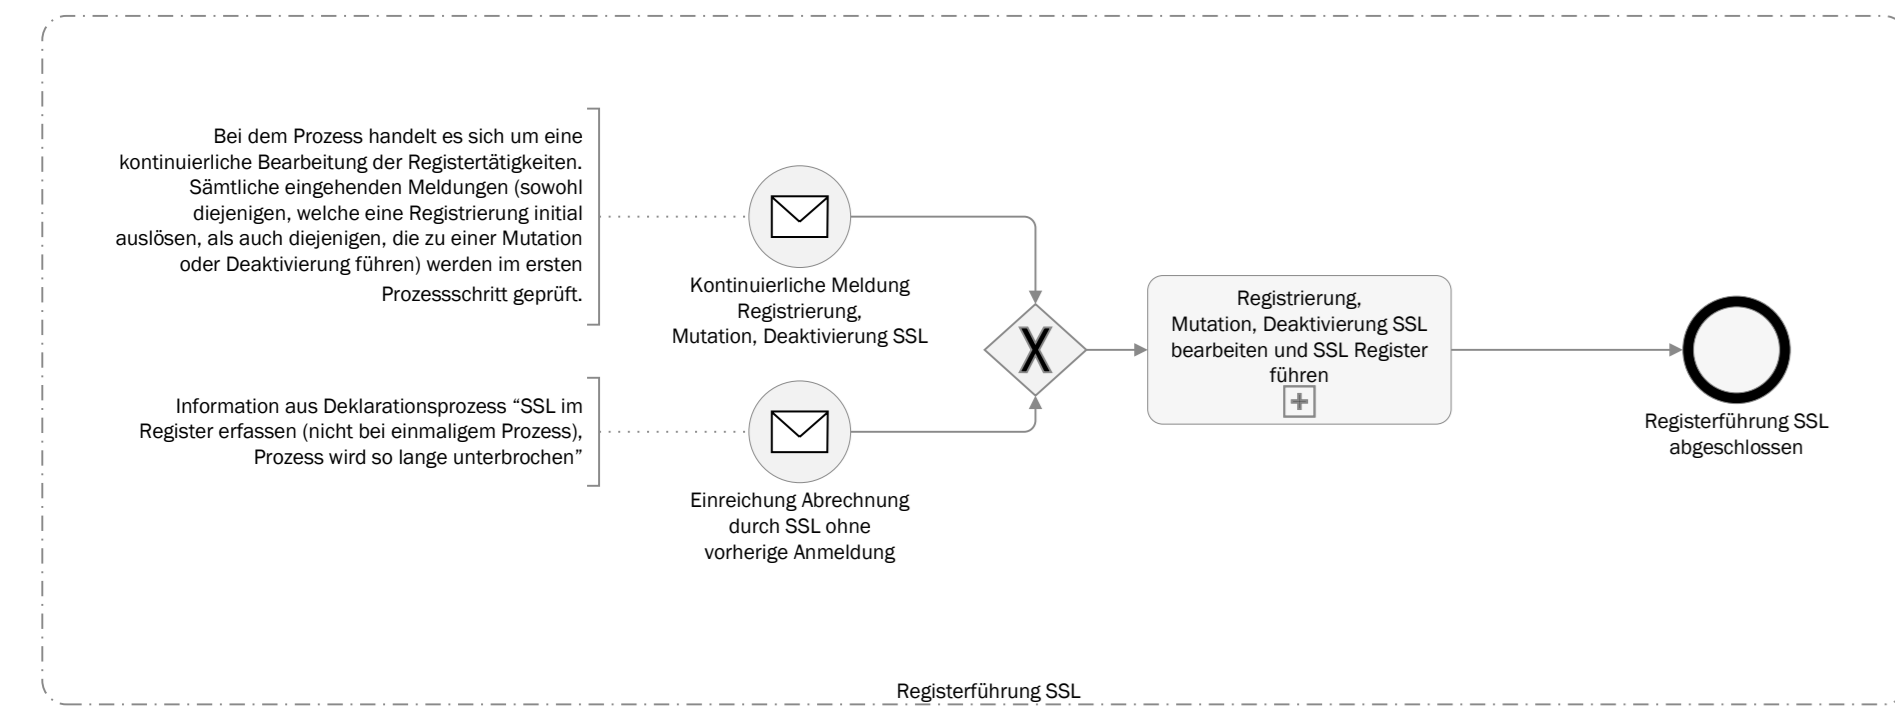 Bei dem Prozess handelt es sich um eine
kontinuierliche Bearbeitung der Registertätigkeiten.
Sämtliche eingehenden Meldungen (sowohl
diejenigen, welche eine Registrierung initial
auslösen, als auch diejenigen, die zu einer Mutation
oder Deaktivierung führen) werden im ersten
Prozessschritt geprüft.
Kontinuierliche Meldung
Registrierung,
Mutation, Deaktivierung SSL
Registrierung,
Mutation, Deaktivierung SSL
bearbeiten und SSL Register
führen
Registerführung SSL
abgeschlossen
Information aus Deklarationsprozess “SSL im
Register erfassen (nicht bei einmaligem Prozess),
Prozess wird so lange unterbrochen”
Einreichung Abrechnung
durch SSL ohne
vorherige Anmeldung
Registerführung SSL